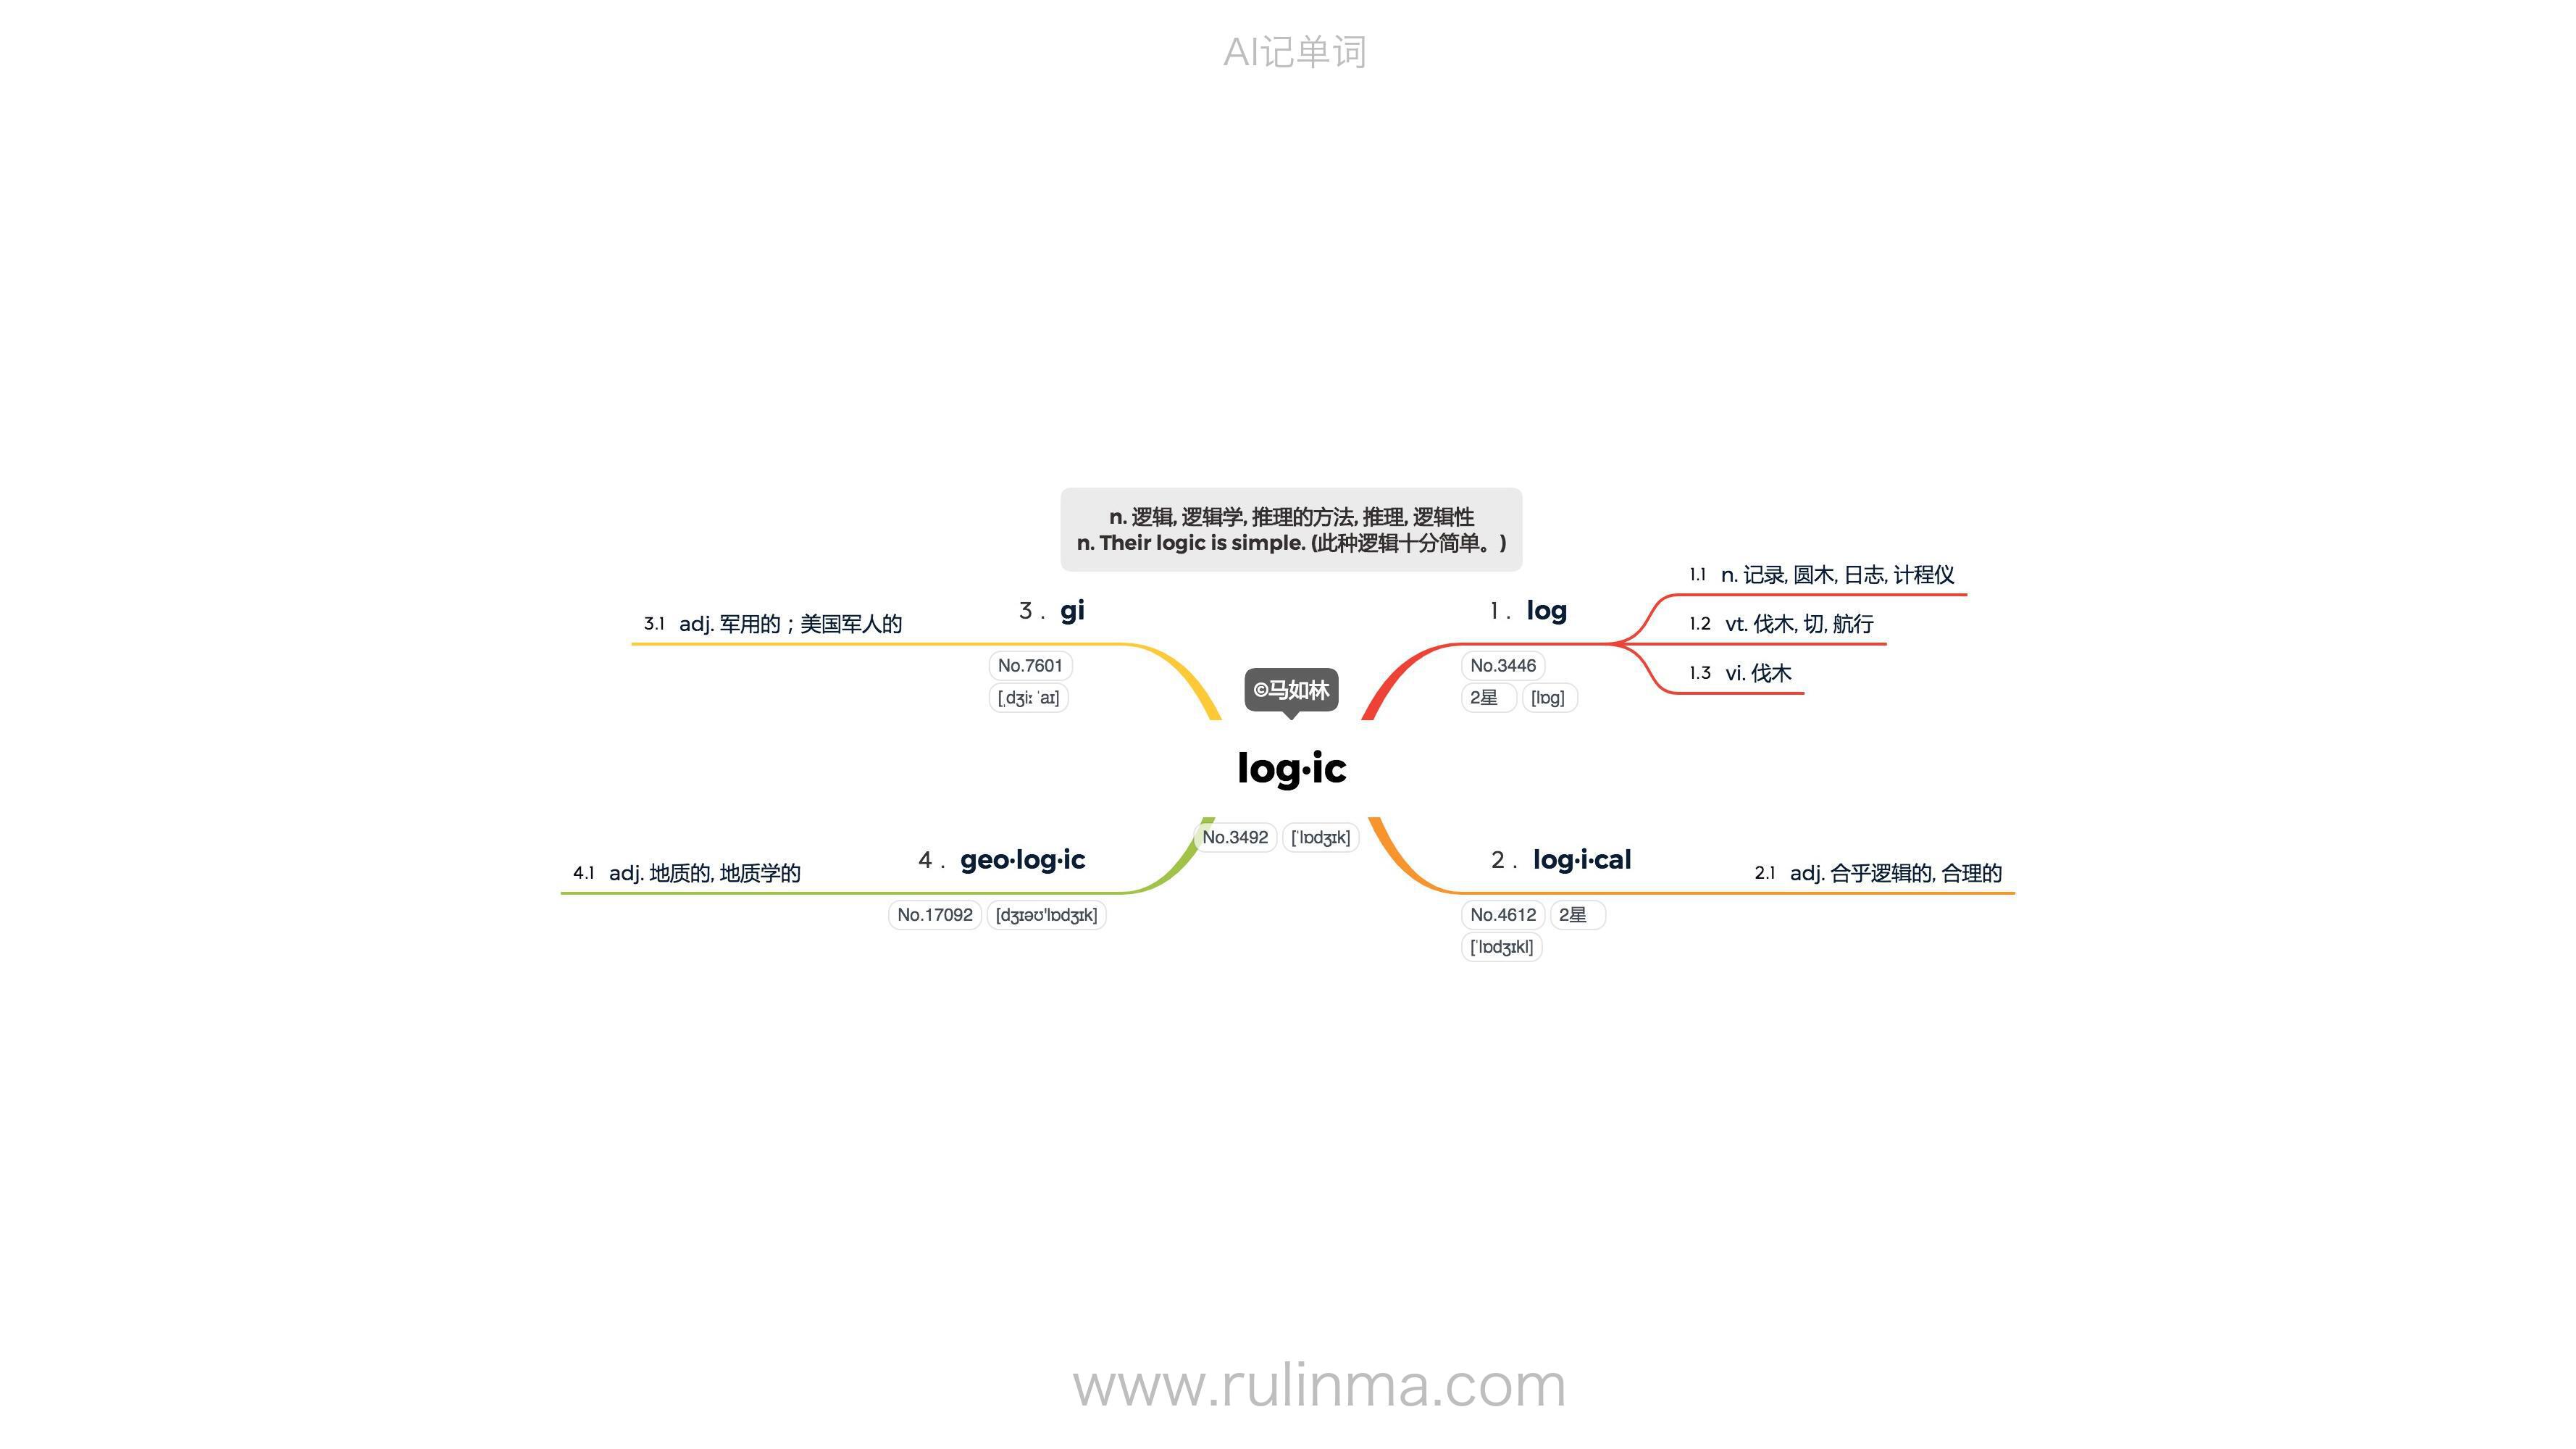 AI记单词
n. 逻辑, 逻辑学, 推理的方法, 推理, 逻辑性
n. Their logic is simple. (此种逻辑十分简单。)
©马如林
log·ic
No.3492 [ˈlɒdʒɪk]
1. log
No.3446
2星 [lɒg]
1.1 n. 记录, 圆木, 日志, 计程仪
1.2 vt. 伐木, 切, 航行
1.3 vi. 伐木
2. log·i·cal
No.4612 2星
[ˈlɒdʒɪkl]
2.1 adj. 合乎逻辑的, 合理的
3. gi
No.7601
[ˌdʒiː ˈaɪ]
3.1 adj. 军用的；美国军人的
4. geo·log·ic
No.17092 [dʒɪəʊ'lɒdʒɪk]
4.1 adj. 地质的, 地质学的
www.rulinma.com